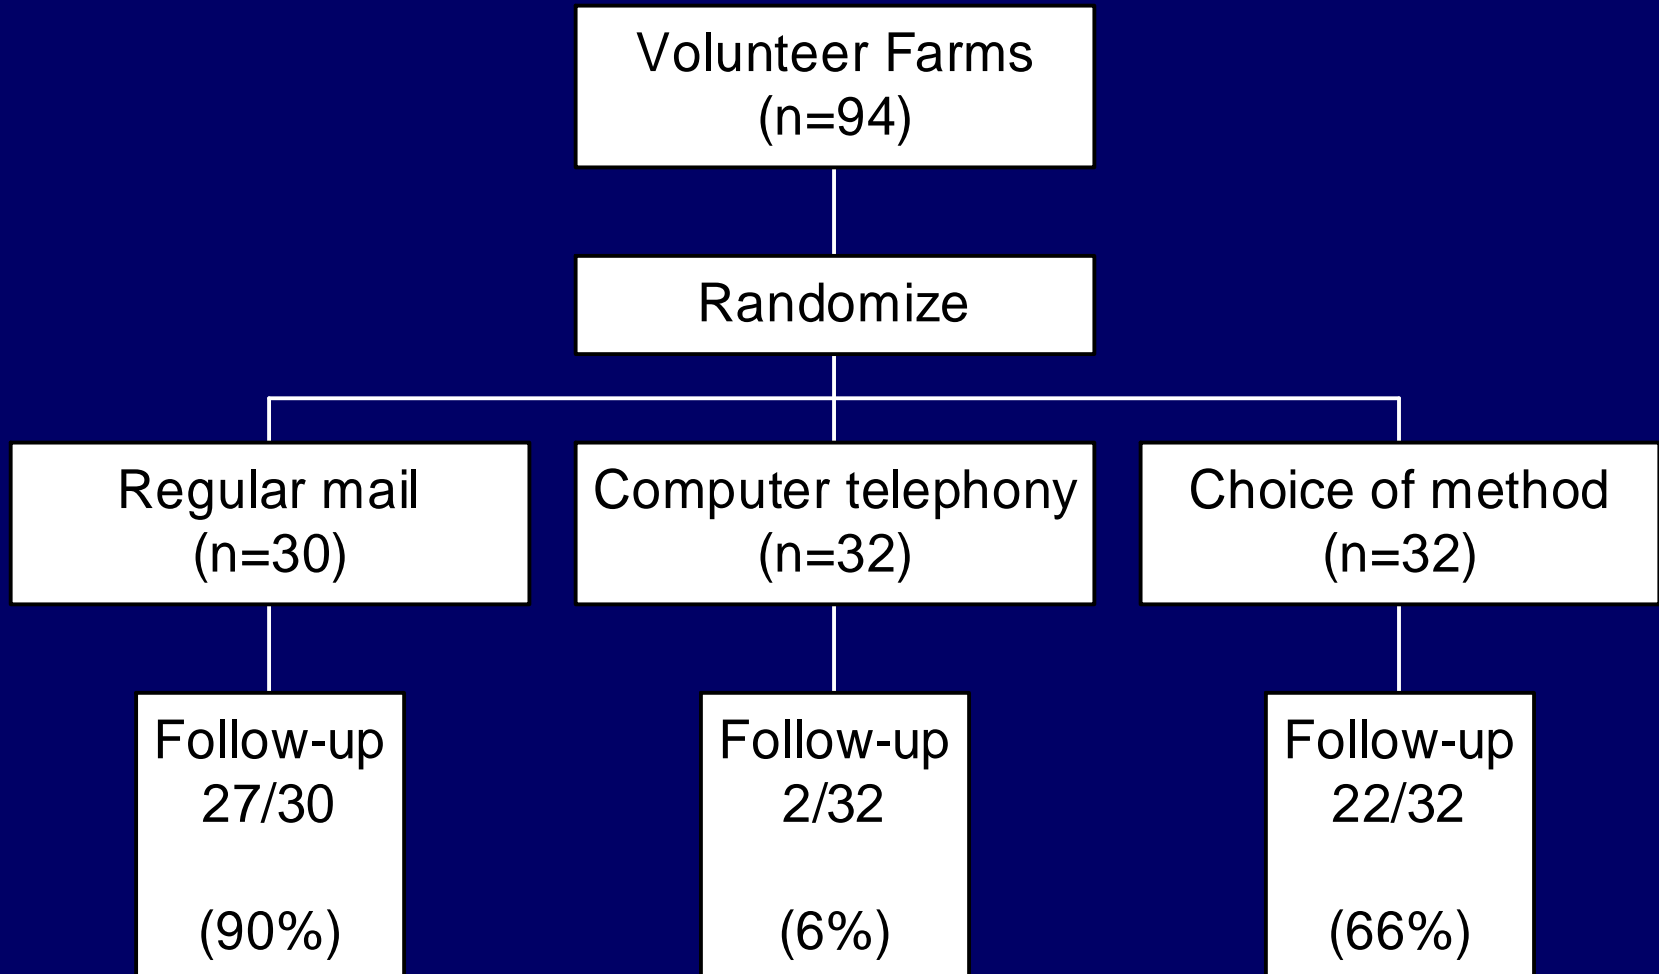 Volunteer Farms
(n=94)
Randomize
Regular mail
(n=30)
Computer telephony
(n=32)
Choice of method
(n=32)
Follow-up
27/30
(90%)
Follow-up
2/32
(6%)
Follow-up
22/32
(66%)